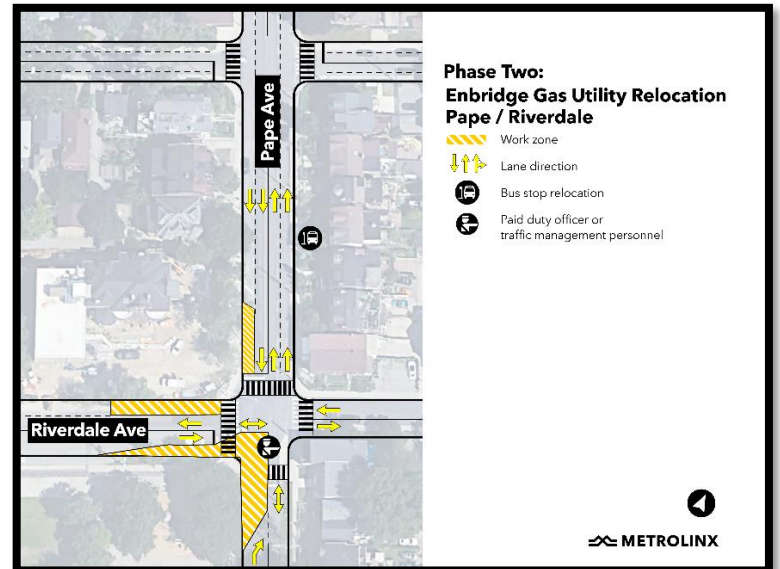 Phase Two:
Enbridge Gas Utility Relocation
Pape / Riverdale
Work zone
Lane direction
Bus stop relocation
Paid duty officer or
traffic management personnel
Pape Ave
Riverdale Ave
METROLINX